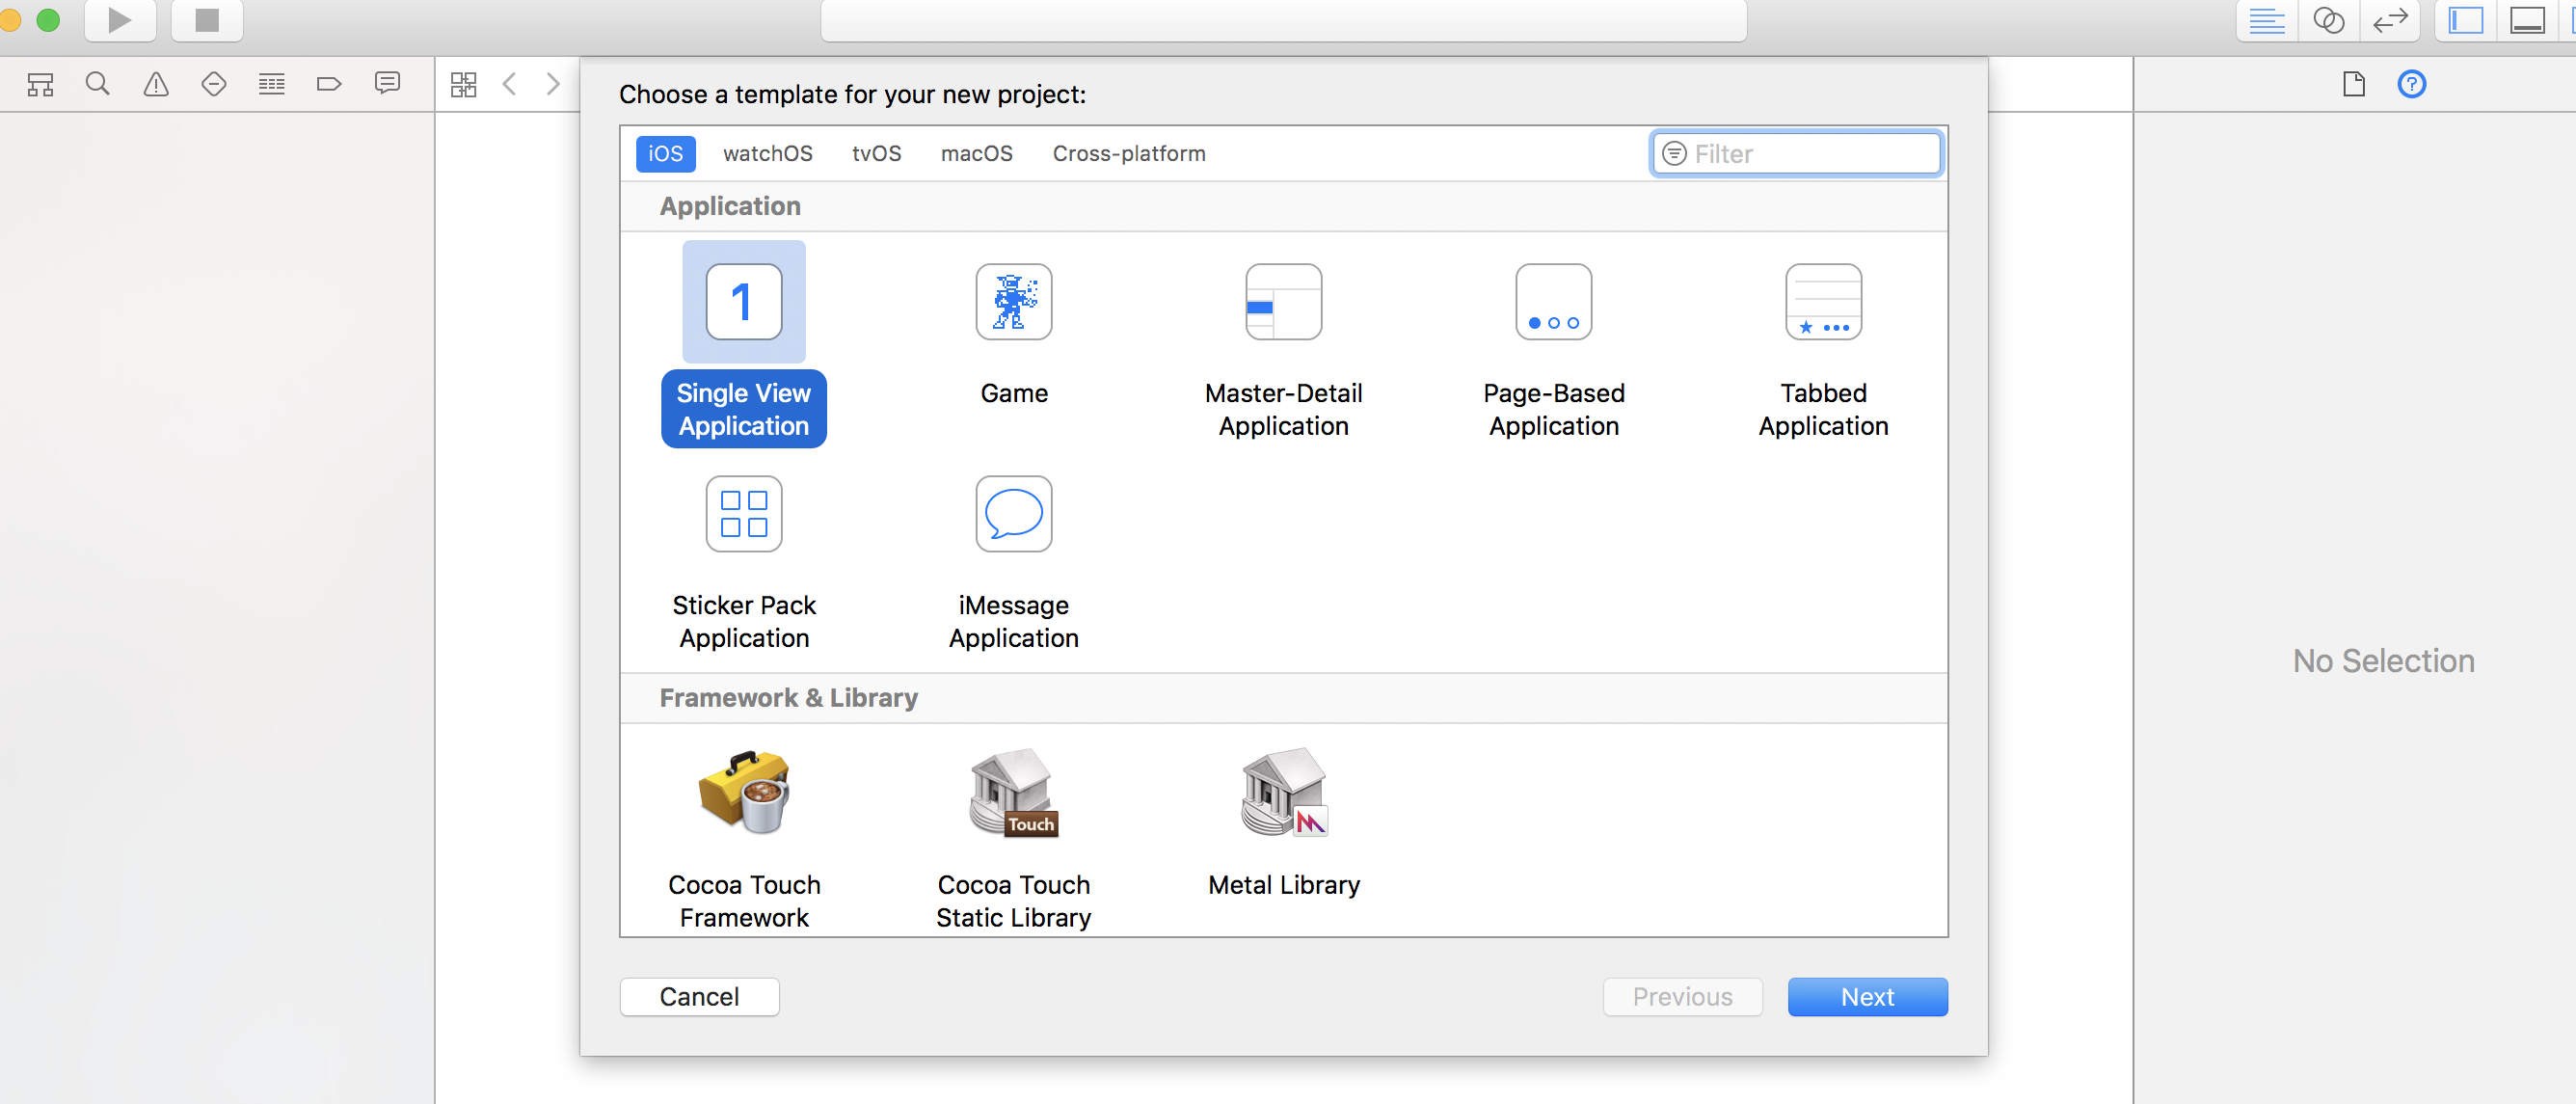 Choose a template for your new project:
iOS watchOS tvOS macOS Cross-platform Filter
Application
1
Single View Application
Game
Master-Detail Application
Page-Based Application
Tabbed Application
Sticker Pack Application
iMessage Application
Framework & Library
Touch
Cocoa Touch Framework
Cocoa Touch Static Library
Metal Library
Cancel Previous Next
No Selection